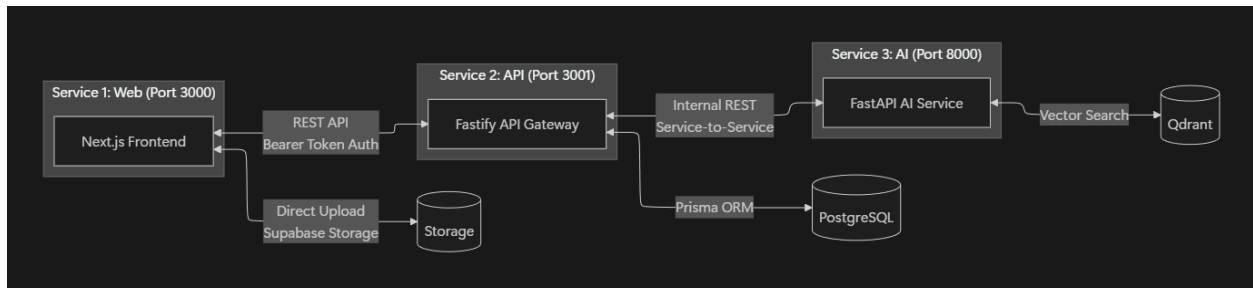 Service 1: Web (Port 3000)
Next.js Frontend
REST API
Bearer Token Auth
Direct Upload
Supabase Storage
Storage
Service 2: API (Port 3001)
Fastify API Gateway
Internal REST
Service-to-Service
Prisma ORM
PostgreSQL
Service 3: AI (Port 8000)
FastAPI AI Service
Vector Search
Qdrant